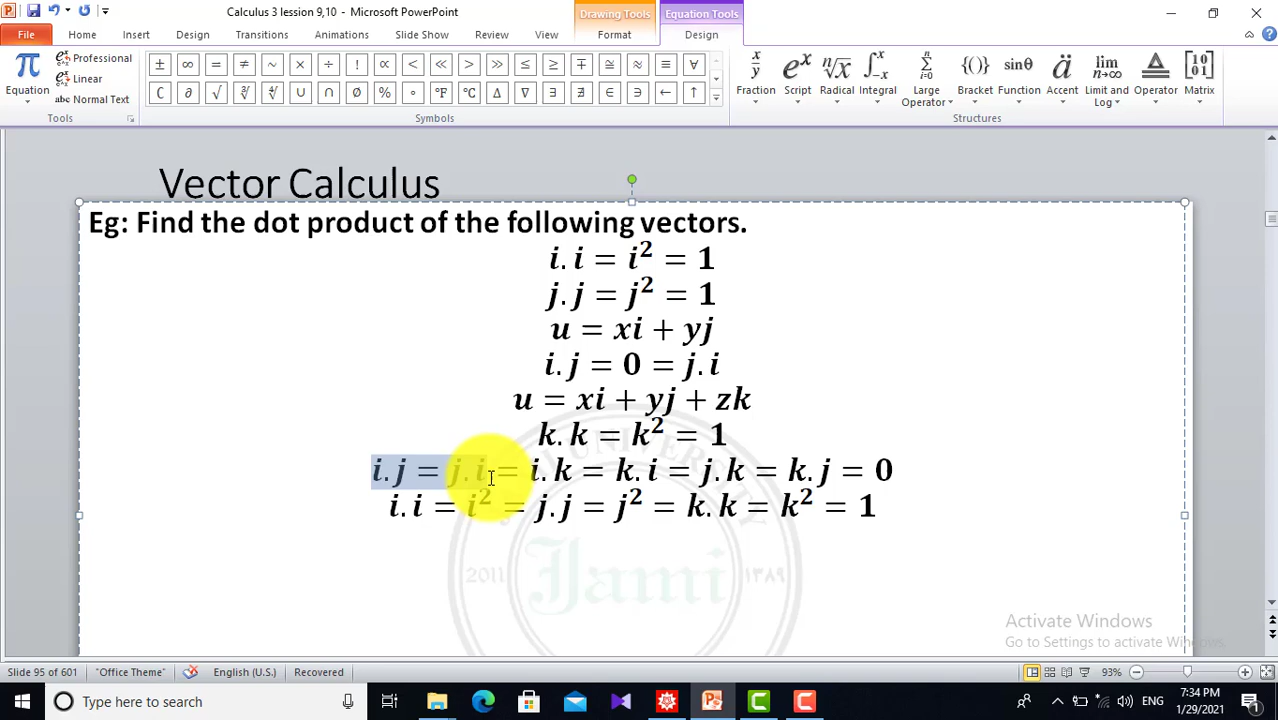 Calculus 3 lession 9,10 - Microsoft PowerPoint
Drawing Tools
Equation Tools
File Home Insert Design Transitions Animations Slide Show Review View Format Design
π Equation
Professional
Linear
abc Normal Text
Tools
± ∞ = ≠ ~ × ÷ ! ∝ < ≪ > ≫ ≤ ≥ ∓ ≅ ≈ ≡ ∀
∁ ∂ √ ∛ ∜ ∪ ∩ ∅ % ∘ °F °C ∆ ∇ ∃ ∄ ∈ ∋ ← ↑
Symbols
Fraction Script Radical Integral Large Operator Bracket Function Accent Limit and Log Operator Matrix
Structures
Vector Calculus
Eg: Find the dot product of the following vectors.
i.i = i² = 1
j.j = j² = 1
u = xi + yj
i.j = 0 = j.i
u = xi + yj + zk
k.k = k² = 1
i.j = j.i = i.k = k.i = j.k = k.j = 0
i.i = i² = j.j = j² = k.k = k² = 1
2011 Jami ١٣٨٩
Activate Windows
Go to Settings to activate Windows.
Slide 95 of 601 "Office Theme" English (U.S.) Recovered 93%
Type here to search
ENG
7:34 PM
1/29/2021